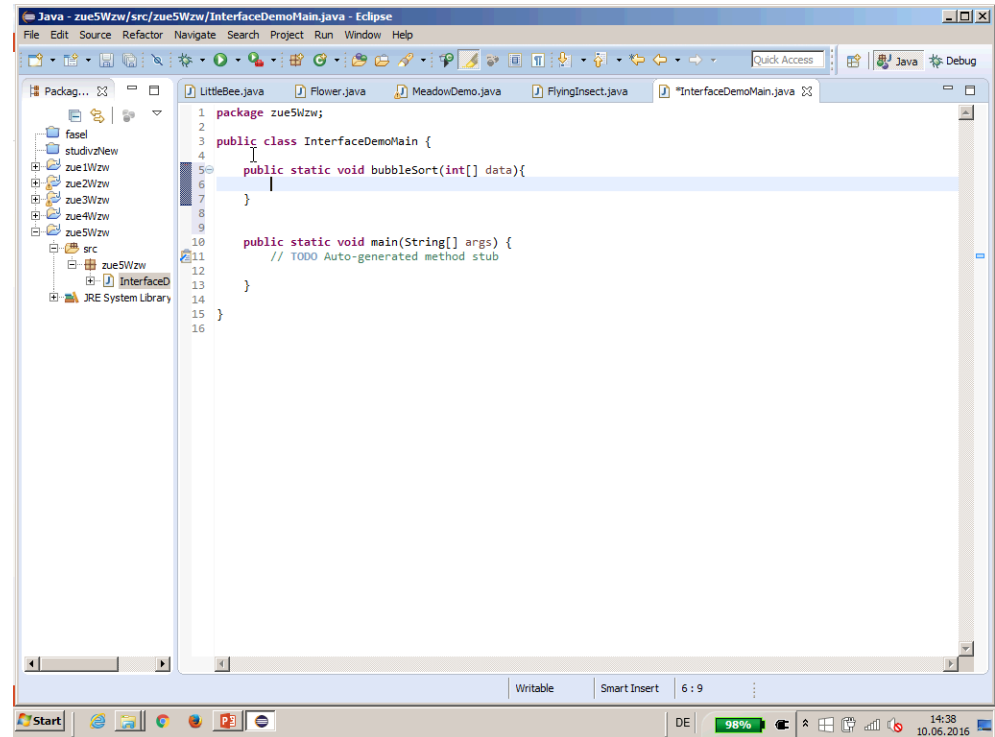 Java - zue5Wzw/src/zue5Wzw/InterfaceDemoMain.java - Eclipse
File Edit Source Refactor Navigate Search Project Run Window Help
Quick Access Java Debug
Packag...
LittleBee.java Flower.java MeadowDemo.java FlyingInsect.java *InterfaceDemoMain.java
fasel
studivzNew
zue1Wzw
zue2Wzw
zue3Wzw
zue4Wzw
zue5Wzw
src
zue5Wzw
InterfaceD
JRE System Library
1 package zue5Wzw;
2
3 public class InterfaceDemoMain {
4
5 public static void bubbleSort(int[] data){
6
7 }
8
9
10 public static void main(String[] args) {
11 // TODO Auto-generated method stub
12
13 }
14
15 }
16
Writable Smart Insert 6 : 9
Start DE 98% 14:38
10.06.2016